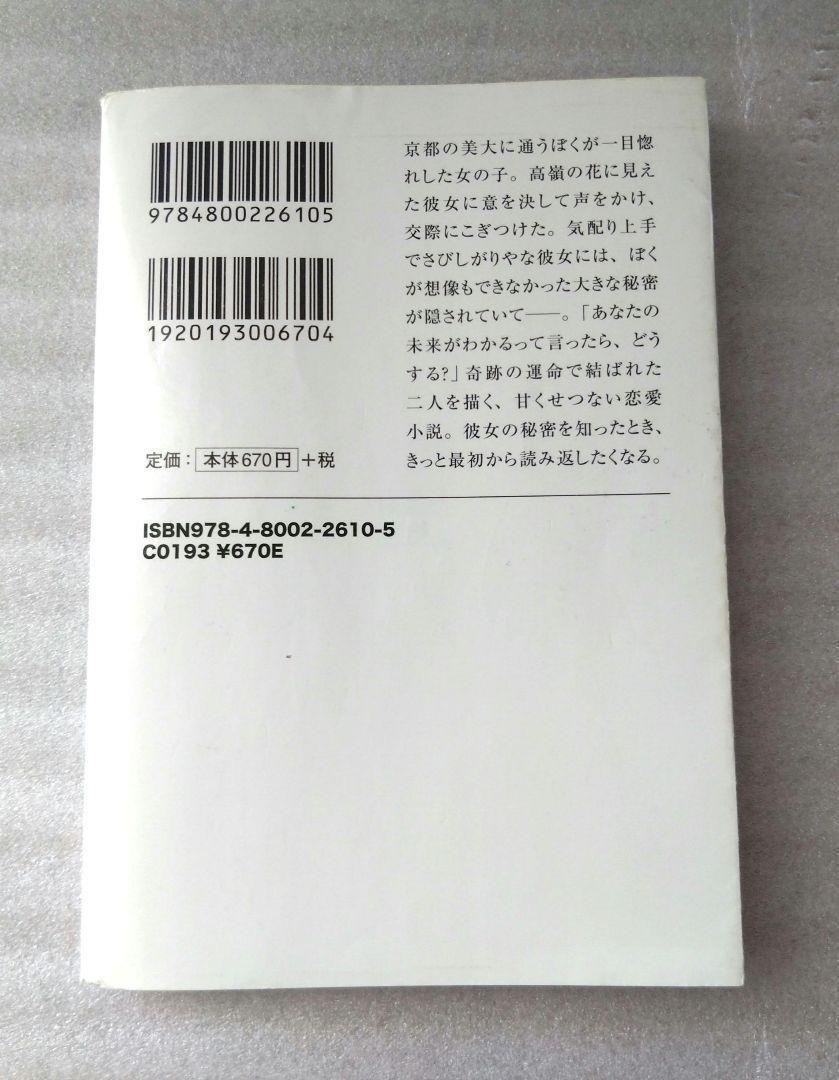 9784800226105
1920193006704
定価：本体670円+税
京都の美大に通うぼくが一目惚
れした女の子。高嶺の花に見え
た彼女に意を決して声をかけ、
交際にこぎつけた。気配り上手
でさびしがりやな彼女には、ぼく
が想像もできなかった大きな秘密
が隠されていて――。「あなたの
未来がわかるって言ったら、どう
する?」奇跡の運命で結ばれた
二人を描く、甘くせつない恋愛
小説。彼女の秘密を知ったとき、
きっと最初から読み返したくなる。
ISBN978-4-8002-2610-5
C0193 ¥670E